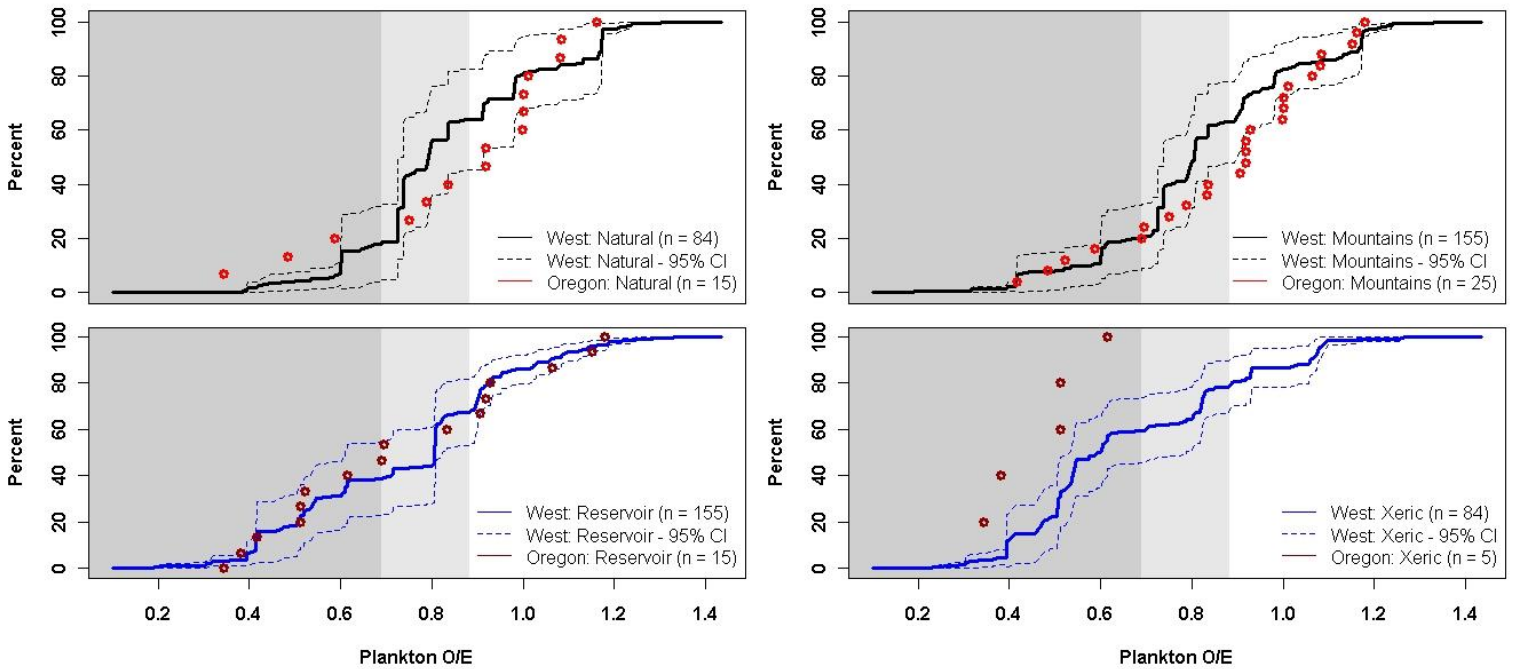 Percent
0 20 40 60 80 100
West: Natural (n = 84)
West: Natural - 95% CI
Oregon: Natural (n = 15)
Percent
0 20 40 60 80 100
West: Mountains (n = 155)
West: Mountains - 95% CI
Oregon: Mountains (n = 25)
Percent
0 20 40 60 80 100
West: Reservoir (n = 155)
West: Reservoir - 95% CI
Oregon: Reservoir (n = 15)
0.2 0.4 0.6 0.8 1.0 1.2 1.4
Plankton O/E
Percent
0 20 40 60 80 100
West: Xeric (n = 84)
West: Xeric - 95% CI
Oregon: Xeric (n = 5)
0.2 0.4 0.6 0.8 1.0 1.2 1.4
Plankton O/E